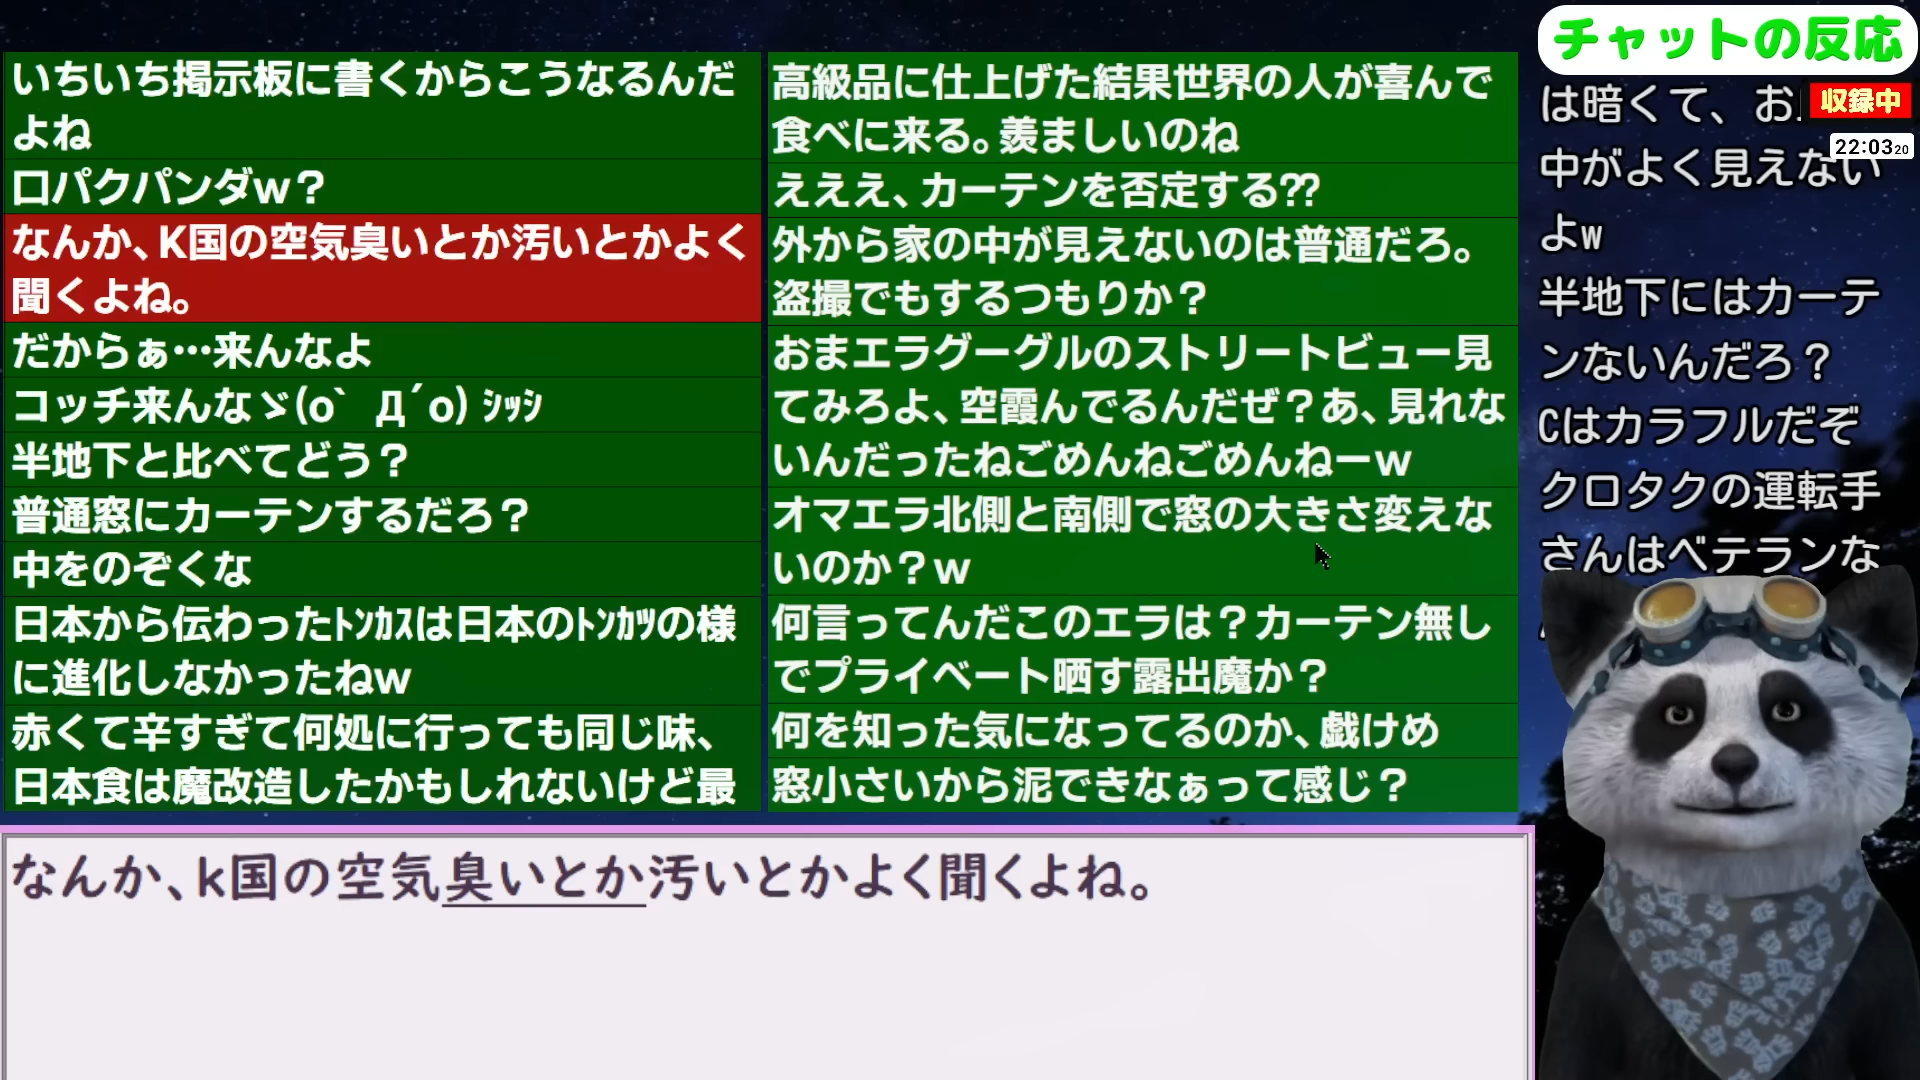 いちいち掲示板に書くからこうなるんだ
よね
口パクパンダw？
なんか、K国の空気臭いとか汚いとかよく
聞くよね。
だからぁ…来んなよ
コッチ来んなゞ(o｀Д´o)ｼｯｼ
半地下と比べてどう？
普通窓にカーテンするだろ？
中をのぞくな
日本から伝わったﾄﾝｶｽは日本のﾄﾝｶﾂの様
に進化しなかったねw
赤くて辛すぎて何処に行っても同じ味、
日本食は魔改造したかもしれないけど最
高級品に仕上げた結果世界の人が喜んで
食べに来る。羨ましいのね
えええ、カーテンを否定する⁇
外から家の中が見えないのは普通だろ。
盗撮でもするつもりか？
おまエラグーグルのストリートビュー見
てみろよ、空霞んでるんだぜ？あ、見れな
いんだったねごめんねごめんねーw
オマエラ北側と南側で窓の大きさ変えな
いのか？w
何言ってんだこのエラは？カーテン無し
でプライベート晒す露出魔か？
何を知った気になってるのか、戯けめ
窓小さいから泥できなぁって感じ？
チャットの反応
は暗くて、お
収録中
22:03 20
中がよく見えない
よw
半地下にはカーテ
ンないんだろ？
Cはカラフルだぞ
クロタクの運転手
さんはベテランな
なんか、k国の空気臭いとか汚いとかよく聞くよね。